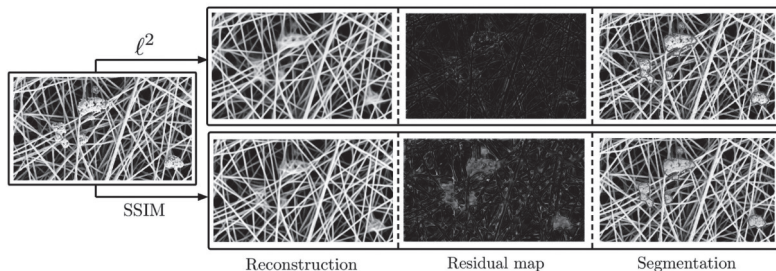 ℓ²
SSIM
Reconstruction
Residual map
Segmentation